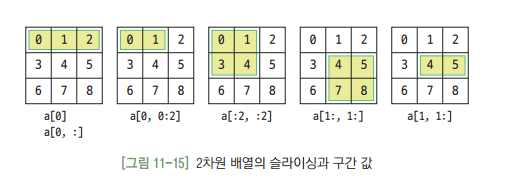 0 1 2 0 1 2 0 1 2 0 1 2 0 1 2
3 4 5 3 4 5 3 4 5 3 4 5 3 4 5
6 7 8 6 7 8 6 7 8 6 7 8 6 7 8
a[0] a[0, 0:2] a[:2, :2] a[1:, 1:] a[1, 1:]
a[0, :]
[그림 11-15] 2차원 배열의 슬라이싱과 구간 값